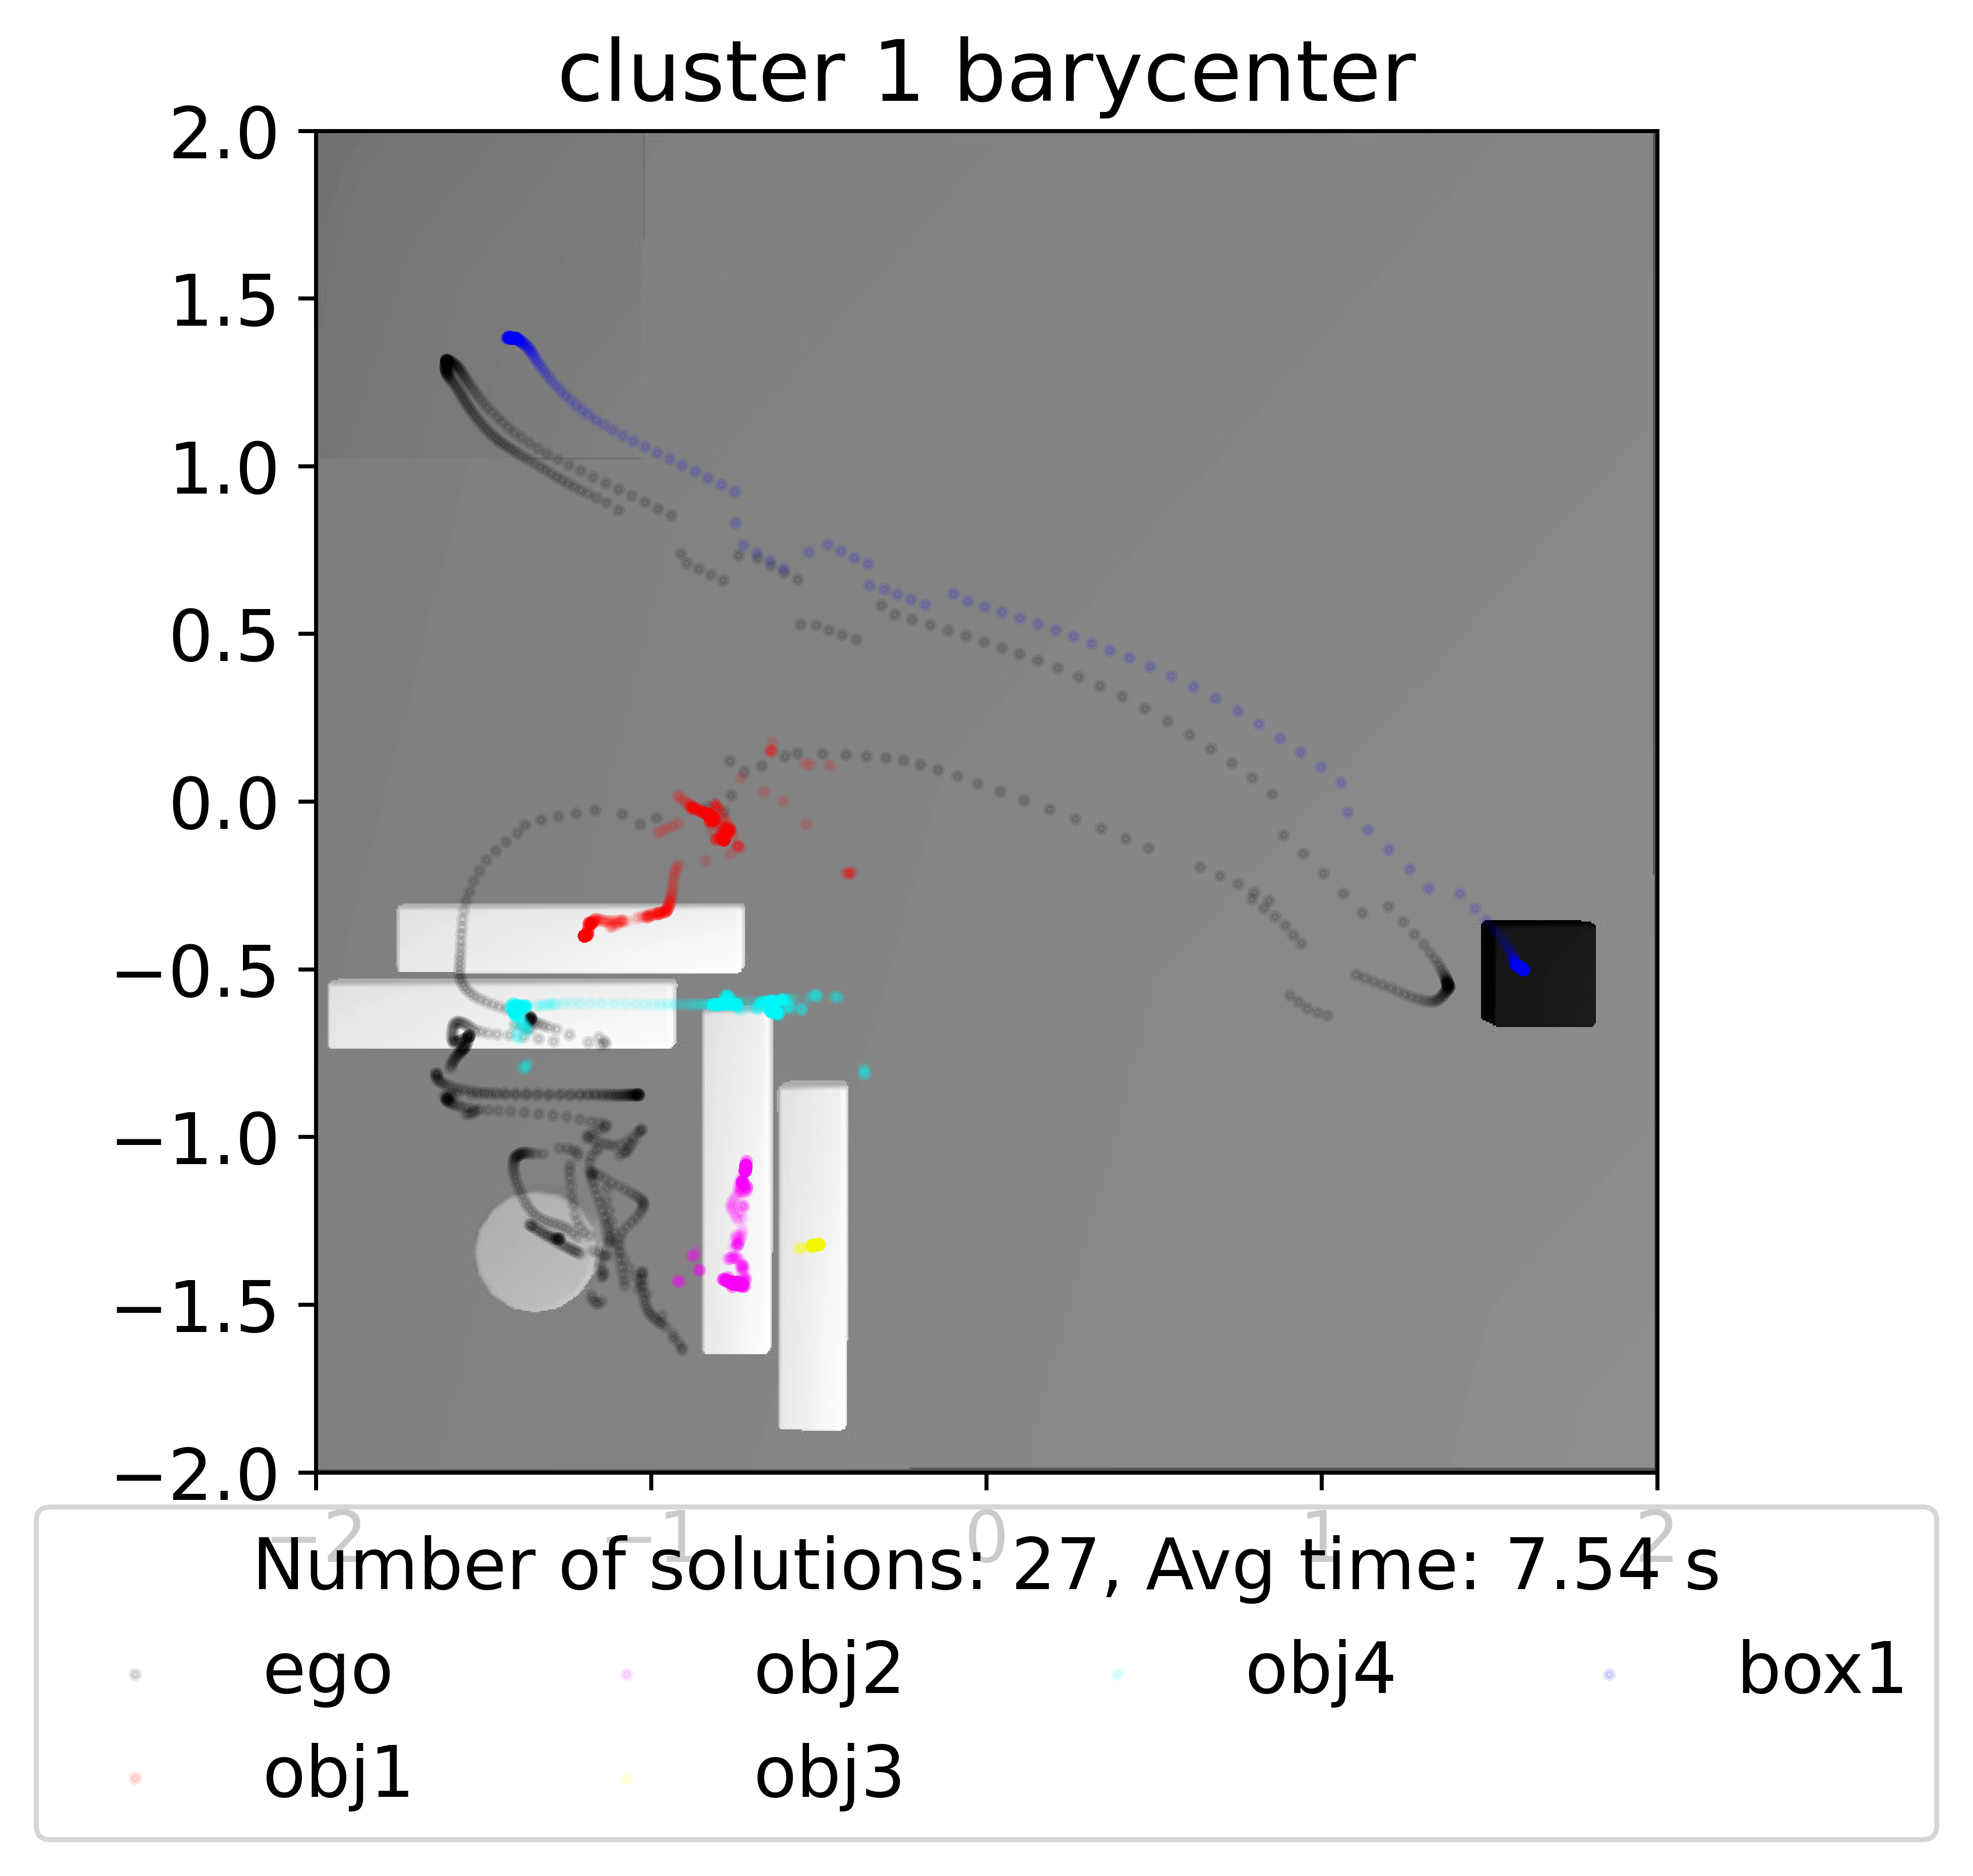 cluster 1 barycenter
2.0
1.5
1.0
0.5
0.0
−0.5
−1.0
−1.5
−2.0
−2 −1 0 1 2
Number of solutions: 27, Avg time: 7.54 s
ego obj2 obj4 box1
obj1 obj3